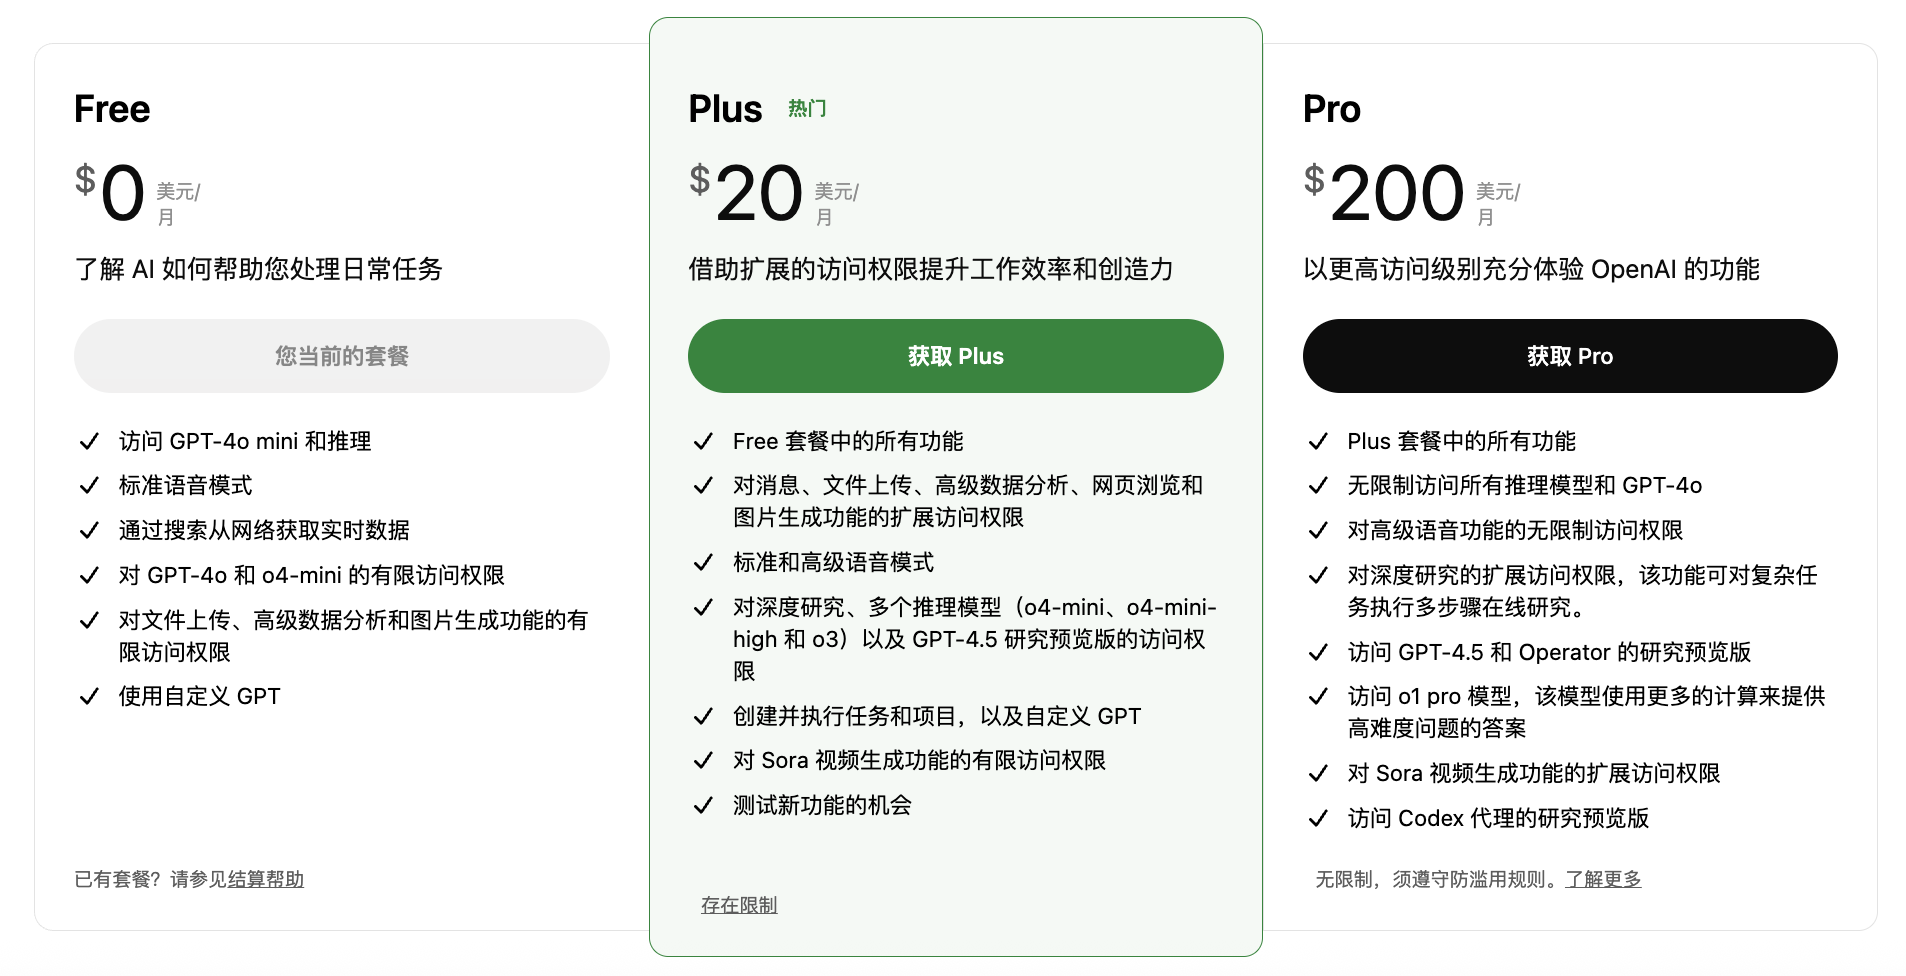 Free
$0 美元/
月
了解 AI 如何帮助您处理日常任务
您当前的套餐
访问 GPT-4o mini 和推理
标准语音模式
通过搜索从网络获取实时数据
对 GPT-4o 和 o4-mini 的有限访问权限
对文件上传、高级数据分析和图片生成功能的有
限访问权限
使用自定义 GPT
已有套餐？请参见结算帮助
Plus 热门
$20 美元/
月
借助扩展的访问权限提升工作效率和创造力
获取 Plus
Free 套餐中的所有功能
对消息、文件上传、高级数据分析、网页浏览和
图片生成功能的扩展访问权限
标准和高级语音模式
对深度研究、多个推理模型（o4-mini、o4-mini-
high 和 o3）以及 GPT-4.5 研究预览版的访问权
限
创建并执行任务和项目，以及自定义 GPT
对 Sora 视频生成功能的有限访问权限
测试新功能的机会
存在限制
Pro
$200 美元/
月
以更高访问级别充分体验 OpenAI 的功能
获取 Pro
Plus 套餐中的所有功能
无限制访问所有推理模型和 GPT-4o
对高级语音功能的无限制访问权限
对深度研究的扩展访问权限，该功能可对复杂任
务执行多步骤在线研究。
访问 GPT-4.5 和 Operator 的研究预览版
访问 o1 pro 模型，该模型使用更多的计算来提供
高难度问题的答案
对 Sora 视频生成功能的扩展访问权限
访问 Codex 代理的研究预览版
无限制，须遵守防滥用规则。了解更多